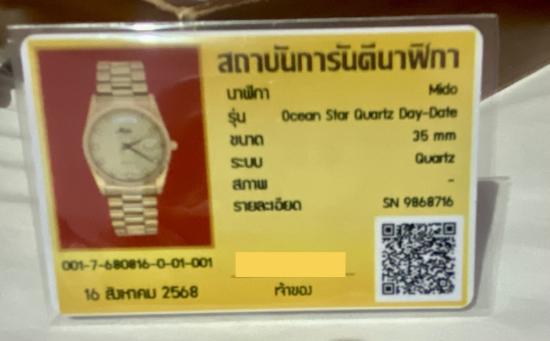 สถาบันการันตีนาฬิกา
นาฬิกา Mido
รุ่น Ocean Star Quartz Day-Date
ขนาด 35 mm
ระบบ Quartz
สภาพ -
รายละเอียด SN 9868716
001-7-680816-0-01-001
16 สิงหาคม 2568
เจ้าของ